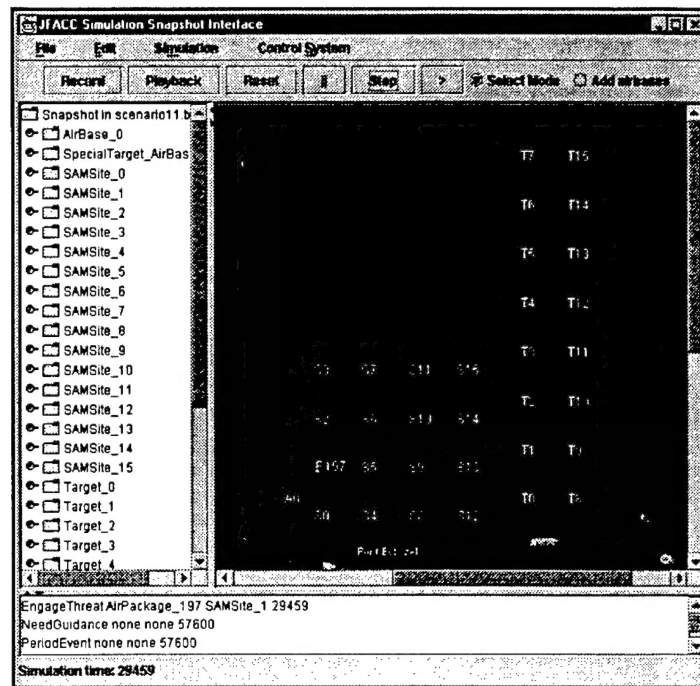 JFACC Simulation Snapshot Interface
File Edit Simulation Control System
Record Playback Reset || Step > Select Mode Add airbases
Snapshot in scenario11.b
AirBase_0
SpecialTarget_AirBas
SAMSite_0
SAMSite_1
SAMSite_2
SAMSite_3
SAMSite_4
SAMSite_5
SAMSite_6
SAMSite_7
SAMSite_8
SAMSite_9
SAMSite_10
SAMSite_11
SAMSite_12
SAMSite_13
SAMSite_14
SAMSite_15
Target_0
Target_1
Target_2
Target_3
Target_4
T7 T15
T6 T14
T5 T13
T4 T12
T11
T1
E197
T0 T8
EngageThreat AirPackage_197 SAMSite_1 29459
NeedGuidance none none 57600
PeriodEvent none none 57600
Simulation time: 29459